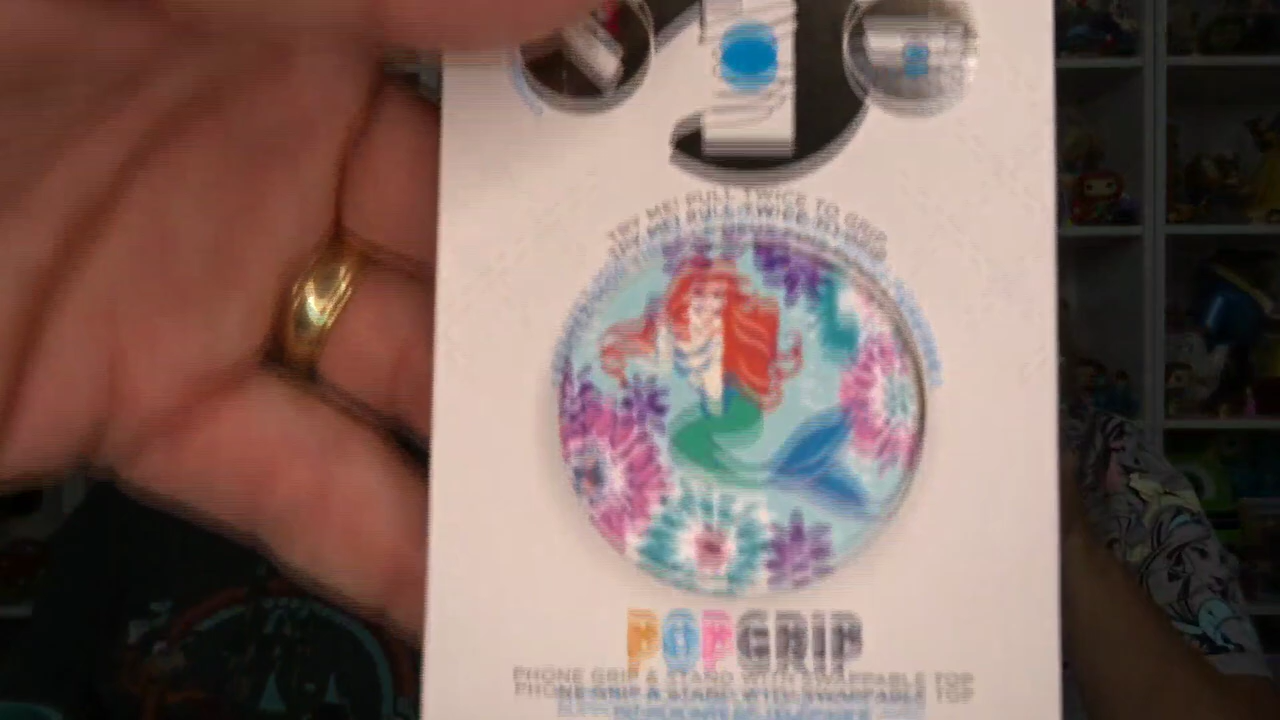 TRY ME! PULL TWICE TO GRIP
POPGRIP
PHONE GRIP & STAND WITH SWAPPABLE TOP